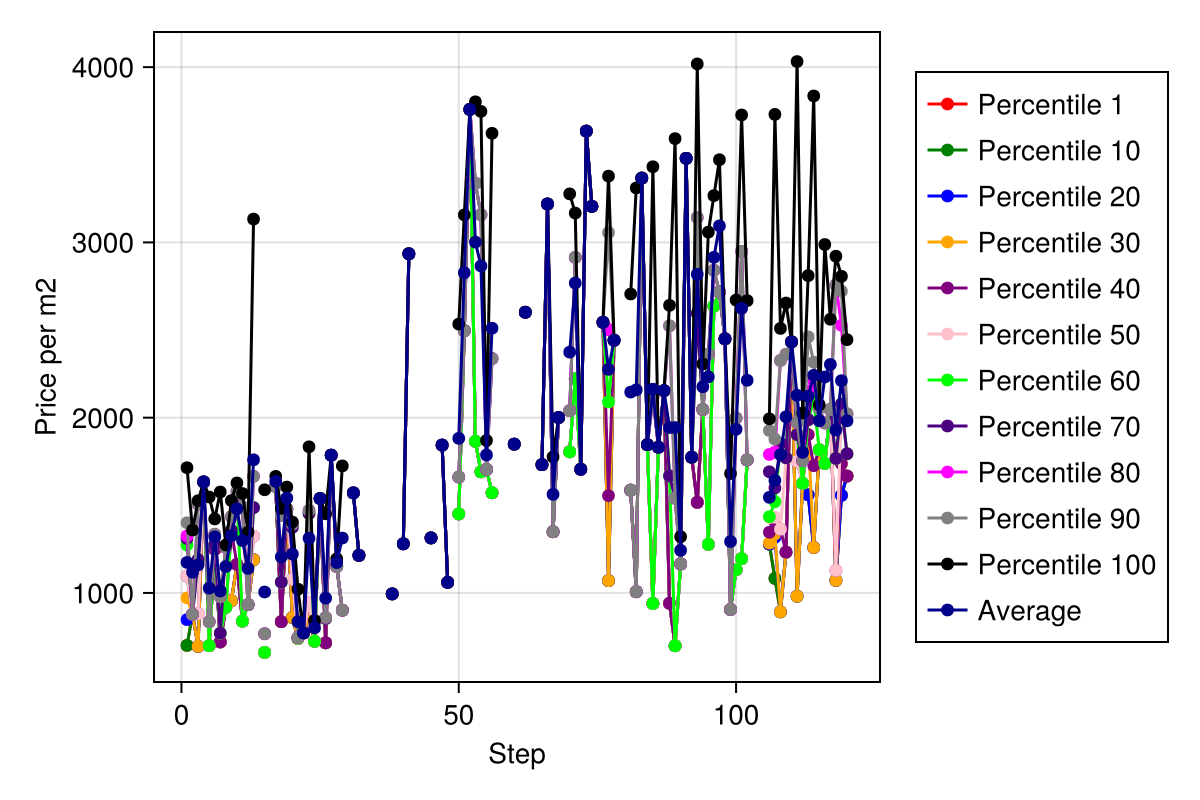 4000
3000
2000
1000
Price per m2
0
50
100
Step
Percentile 1
Percentile 10
Percentile 20
Percentile 30
Percentile 40
Percentile 50
Percentile 60
Percentile 70
Percentile 80
Percentile 90
Percentile 100
Average